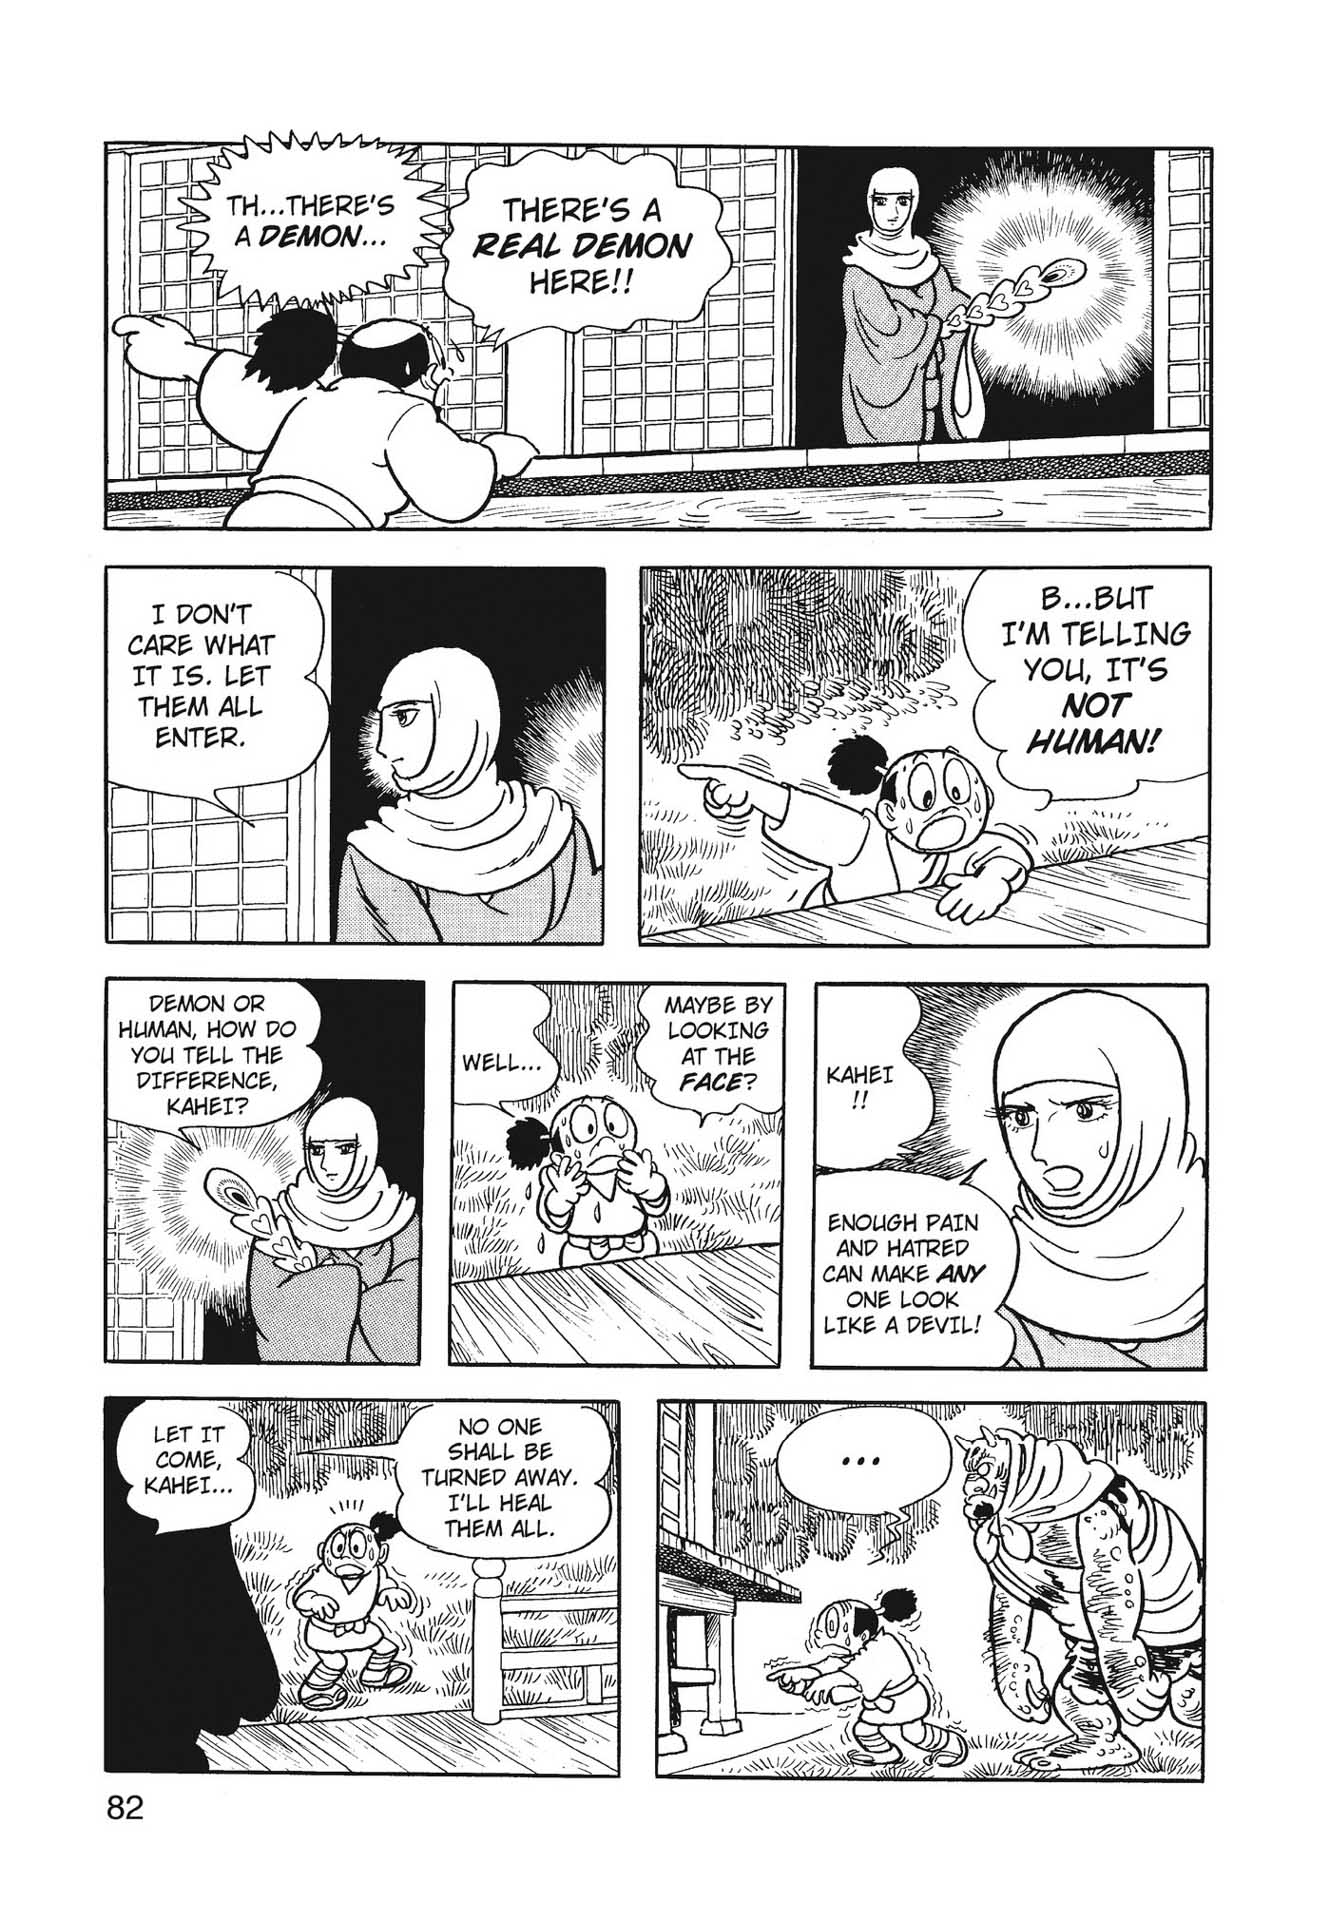 TH...THERE'S
A DEMON...
THERE'S A
REAL DEMON
HERE!!
I DON'T
CARE WHAT
IT IS. LET
THEM ALL
ENTER.
B...BUT
I'M TELLING
YOU, IT'S
NOT
HUMAN!
DEMON OR
HUMAN, HOW DO
YOU TELL THE
DIFFERENCE,
KAHEI?
WELL...
MAYBE BY
LOOKING
AT THE
FACE?
KAHEI
!!
ENOUGH PAIN
AND HATRED
CAN MAKE ANY
ONE LOOK
LIKE A DEVIL!
LET IT
COME,
KAHEI...
NO ONE
SHALL BE
TURNED AWAY.
I'LL HEAL
THEM ALL.
...
82